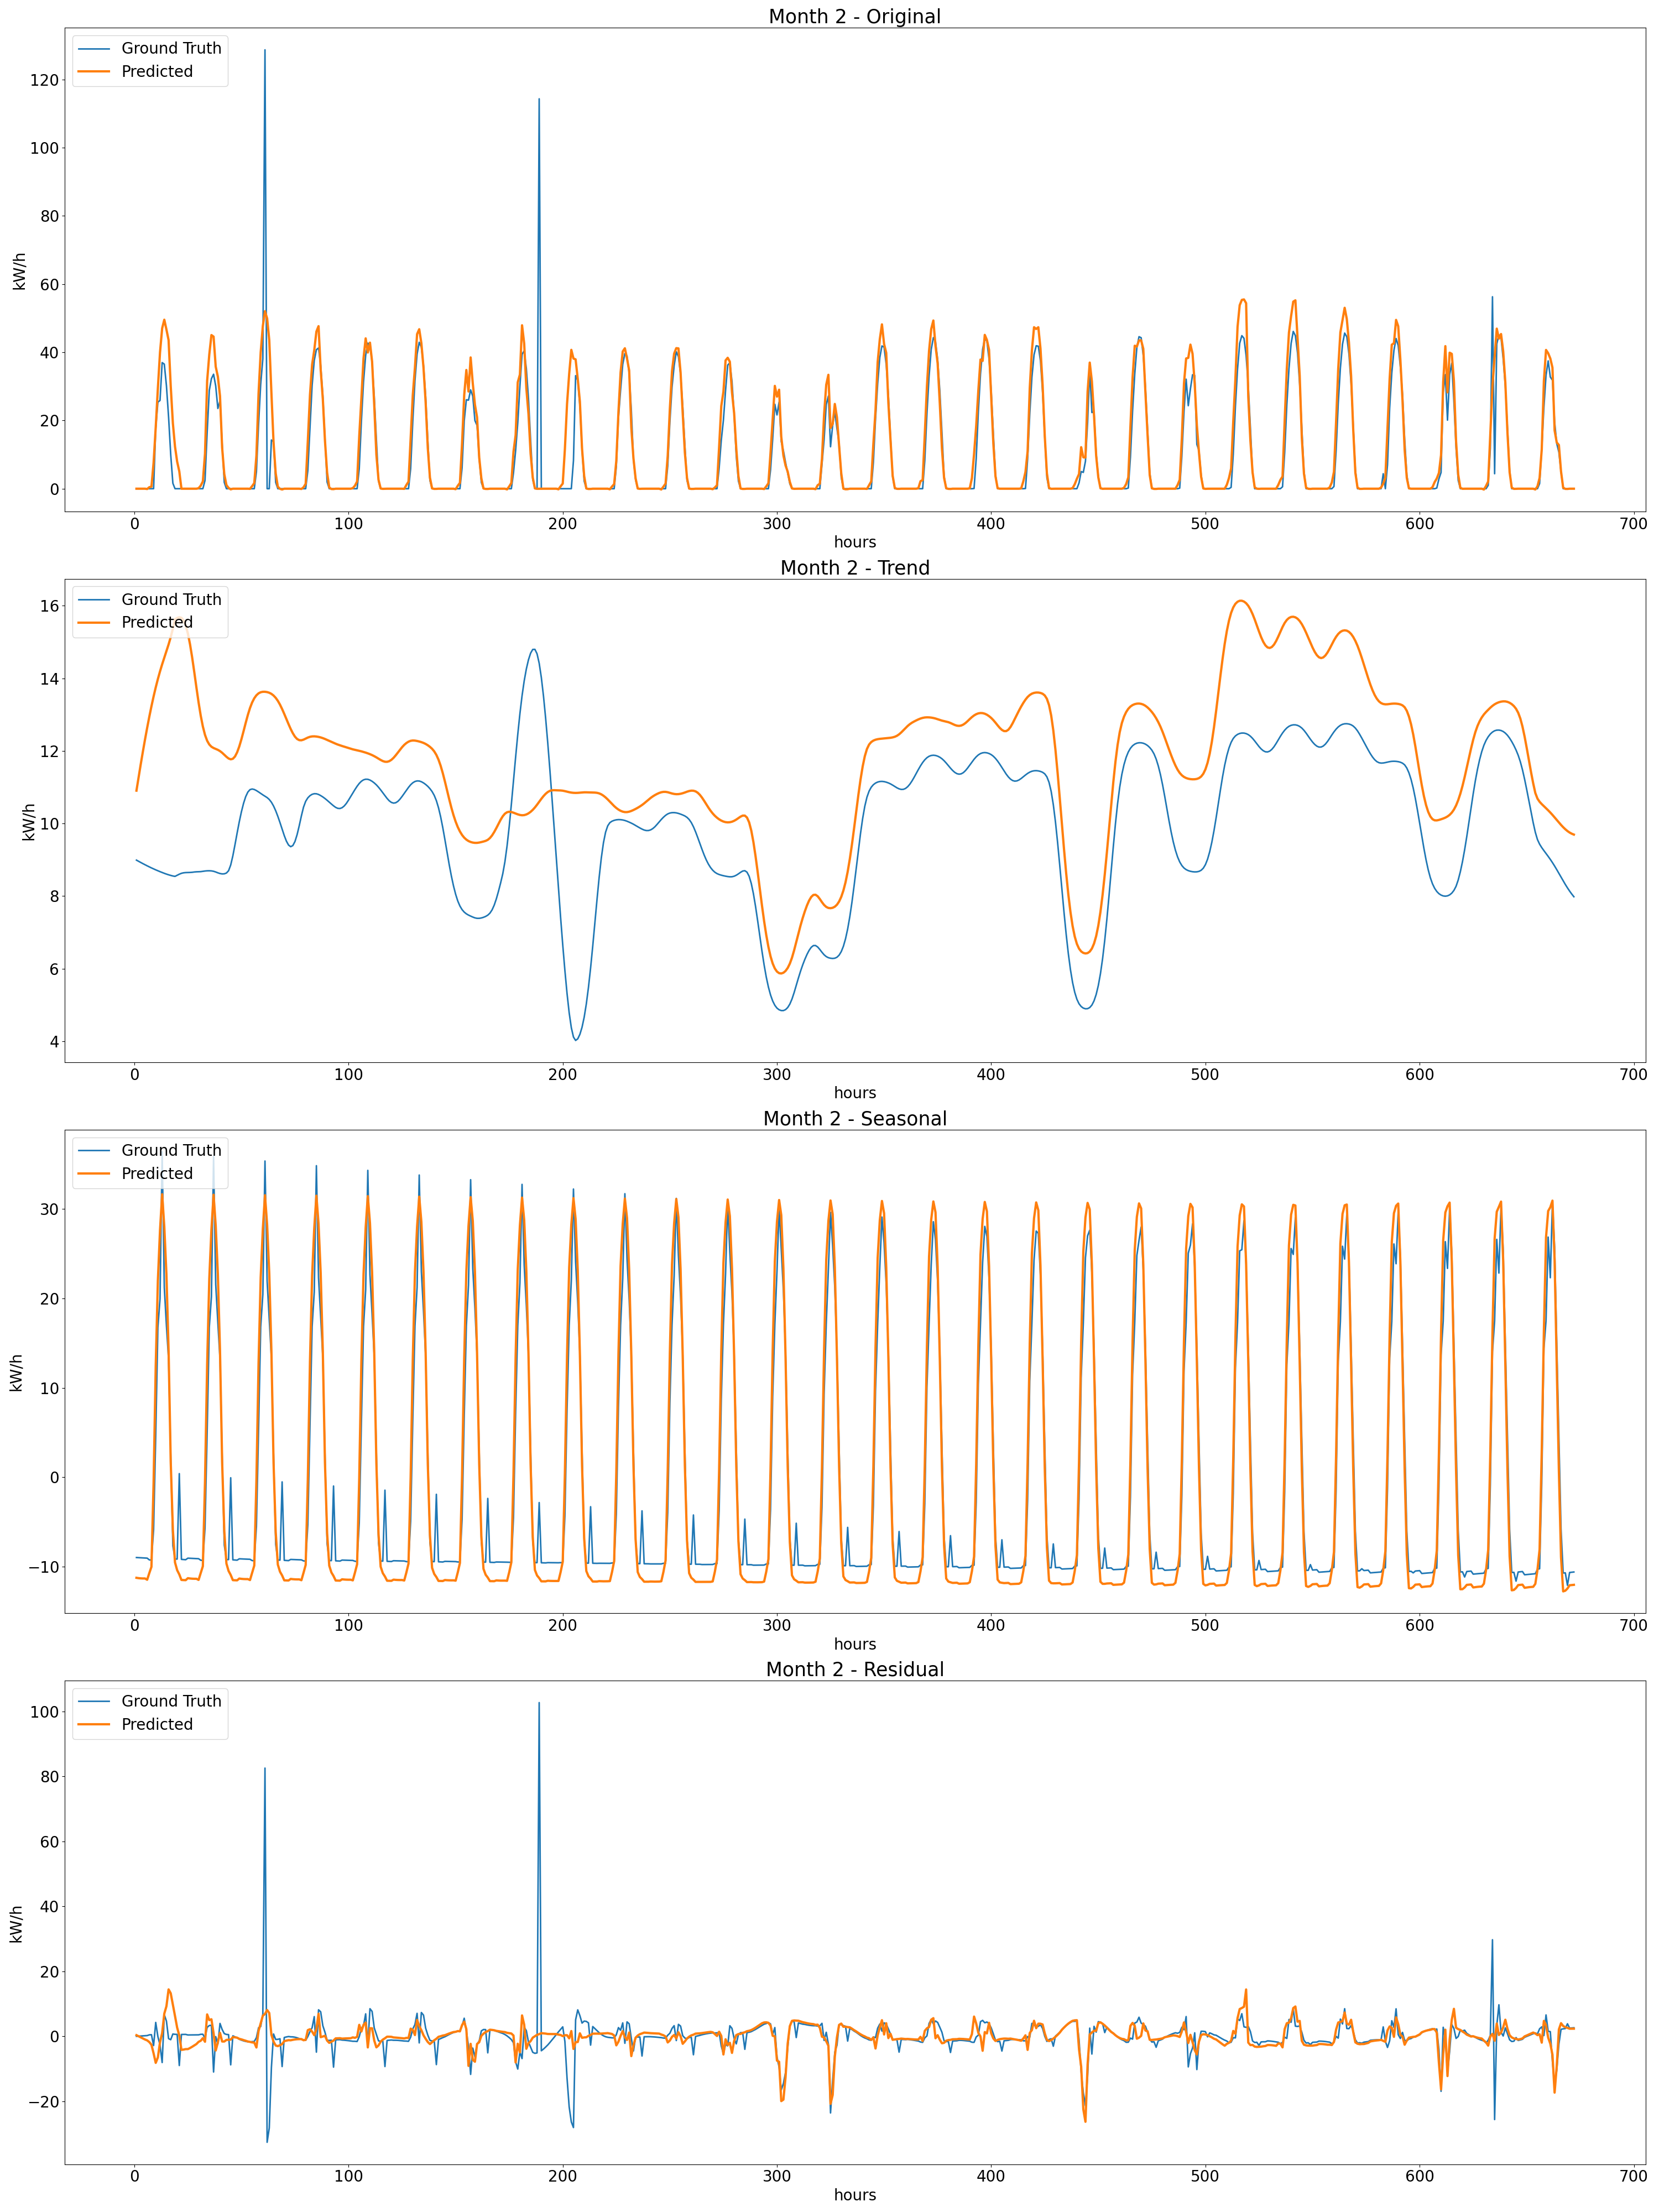 Month 2 - Original
Ground Truth
Predicted
120
100
80
60
40
20
0
kW/h
0 100 200 300 400 500 600 700
hours
Month 2 - Trend
Ground Truth
Predicted
16
14
12
10
8
6
4
kW/h
0 100 200 300 400 500 600 700
hours
Month 2 - Seasonal
Ground Truth
Predicted
30
20
10
0
−10
kW/h
0 100 200 300 400 500 600 700
hours
Month 2 - Residual
Ground Truth
Predicted
100
80
60
40
20
0
−20
kW/h
0 100 200 300 400 500 600 700
hours